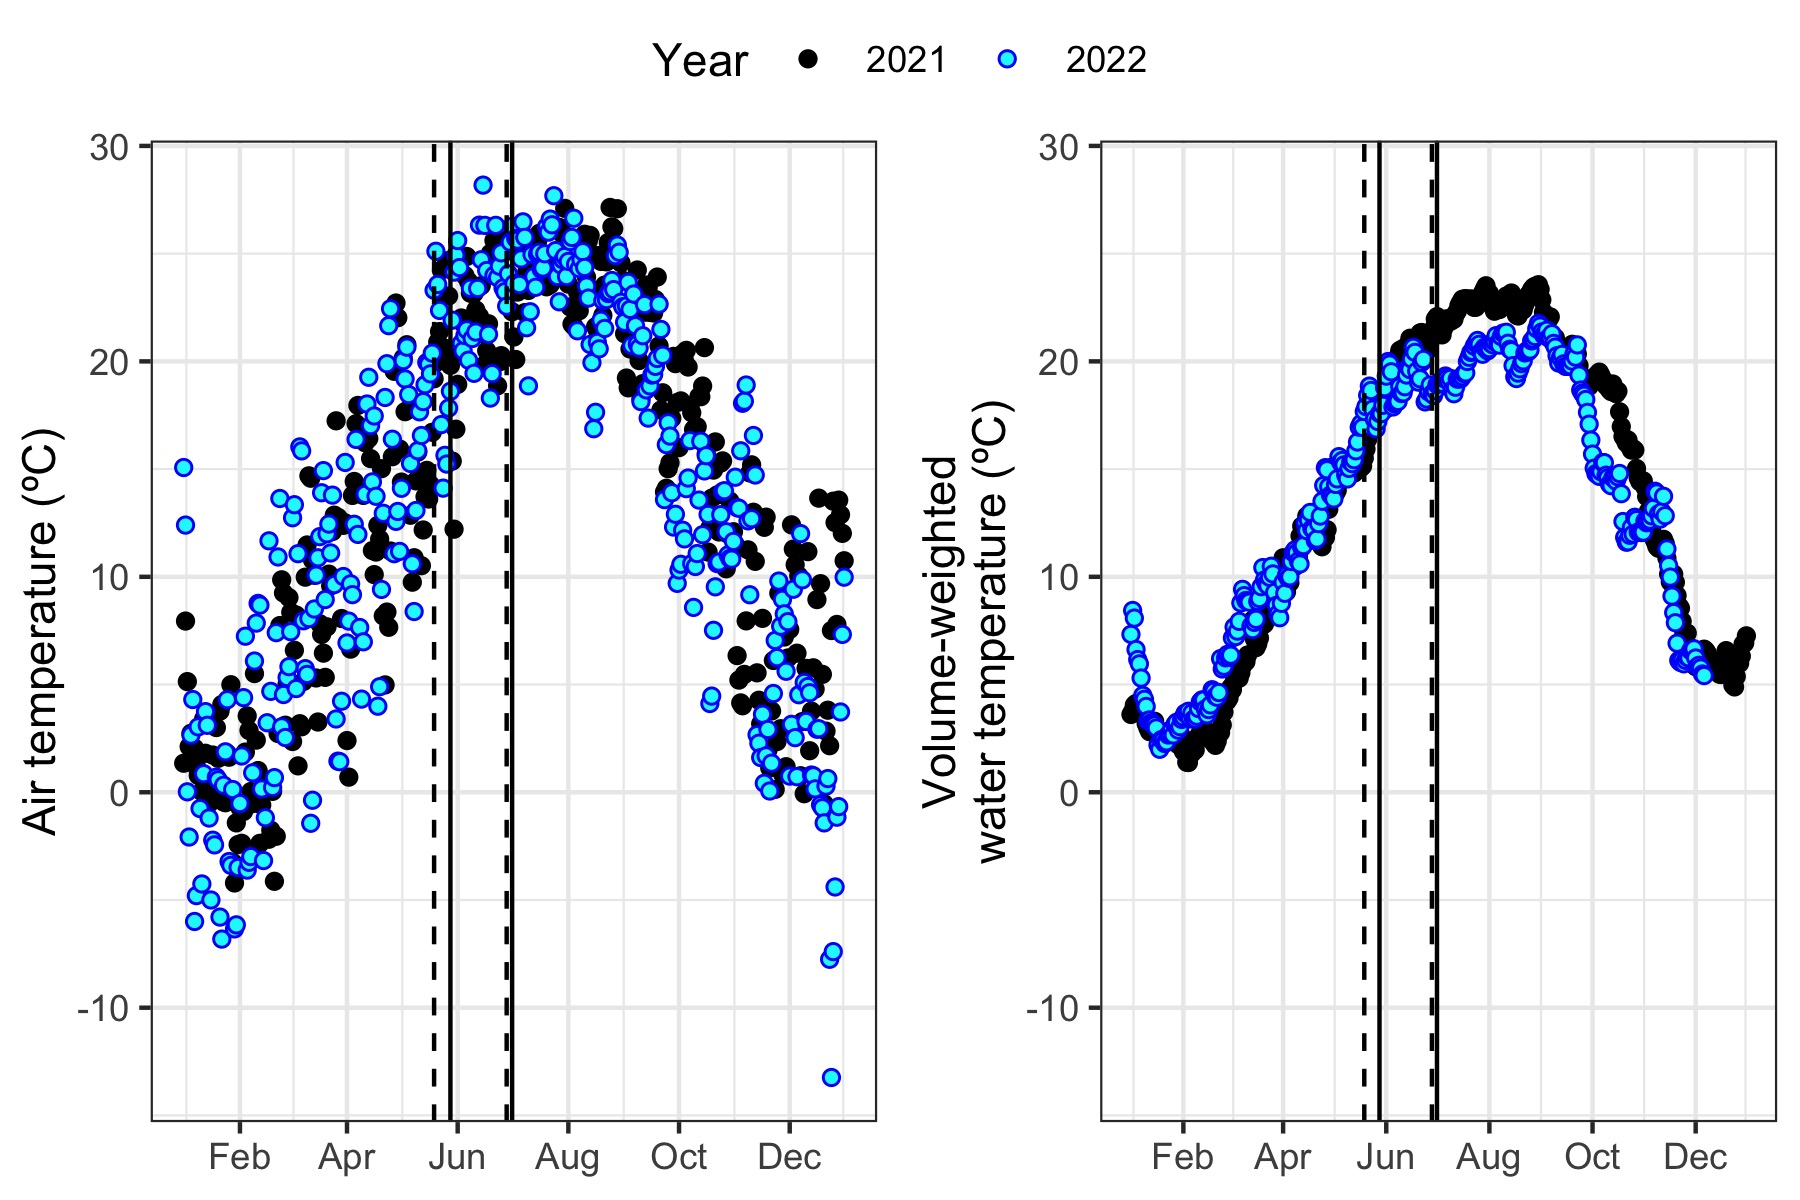 Year 2021 2022
Air temperature (ºC)
30
20
10
0
-10
Feb Apr Jun Aug Oct Dec
Volume-weighted
water temperature (ºC)
30
20
10
0
-10
Feb Apr Jun Aug Oct Dec